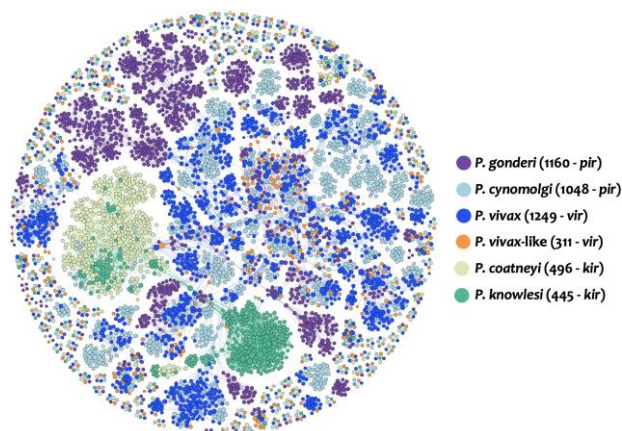 P. gonderi (1160 - pir)
P. cynomolgi (1048 - pir)
P. vivax (1249 - vir)
P. vivax-like (311 - vir)
P. coatneyi (496 - kir)
P. knowlesi (445 - kir)